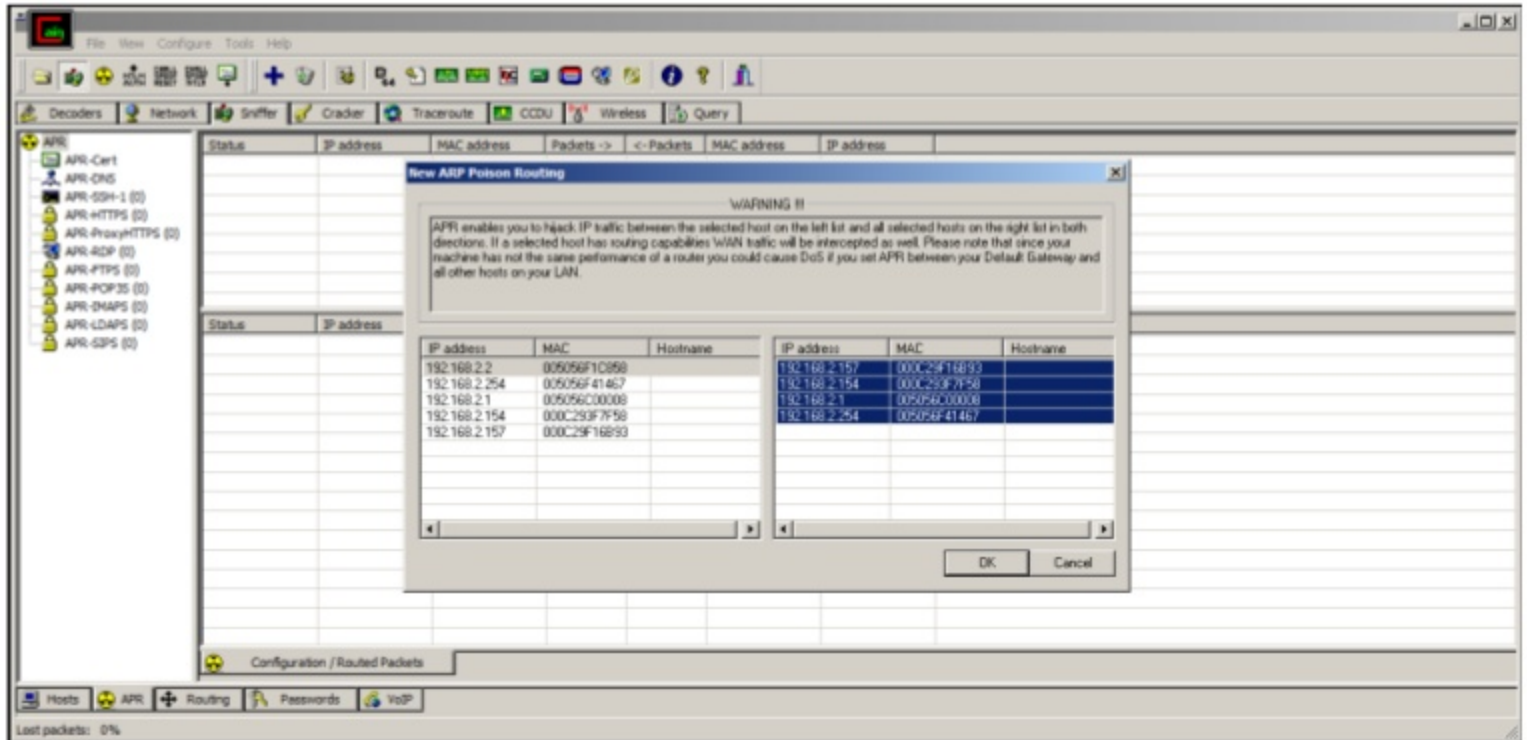 File View Configure Tools Help
Decoders Network Sniffer Cracker Traceroute CCDU Wireless Query
APR
APR-Cert
APR-DNS
APR-SSH-1 (0)
APR-HTTPS (0)
APR-ProxyHTTPS (0)
APR-RDP (0)
APR-FTPS (0)
APR-POP3S (0)
APR-IMAPS (0)
APR-LDAPS (0)
APR-SIPS (0)
Status IP address MAC address Packets -> <- Packets MAC address IP address
Status IP address
New ARP Poison Routing
WARNING !!!
APR enables you to hijack IP traffic between the selected host on the left list and all selected hosts on the right list in both
directions. If a selected host has routing capabilities WAN traffic will be intercepted as well. Please note that since your
machine has not the same performance of a router you could cause DoS if you set APR between your Default Gateway and
all other hosts on your LAN.
IP address MAC Hostname
192.168.2.2 005056F1C858
192.168.2.254 005056F41467
192.168.2.1 005056C00008
192.168.2.154 000C293F7F58
192.168.2.157 000C29F16B93
IP address MAC Hostname
192.168.2.157 000C29F16B93
192.168.2.154 000C293F7F58
192.168.2.1 005056C00008
192.168.2.254 005056F41467
OK Cancel
Configuration / Routed Packets
Hosts APR Routing Passwords VoIP
Lost packets: 0%